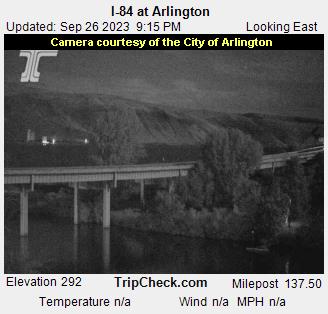 I-84 at Arlington
Updated: Sep 26 2023 9:15 PM Looking East
Camera courtesy of the City of Arlington
Elevation 292 TripCheck.com Milepost 137.50
Temperature n/a Wind n/a MPH n/a